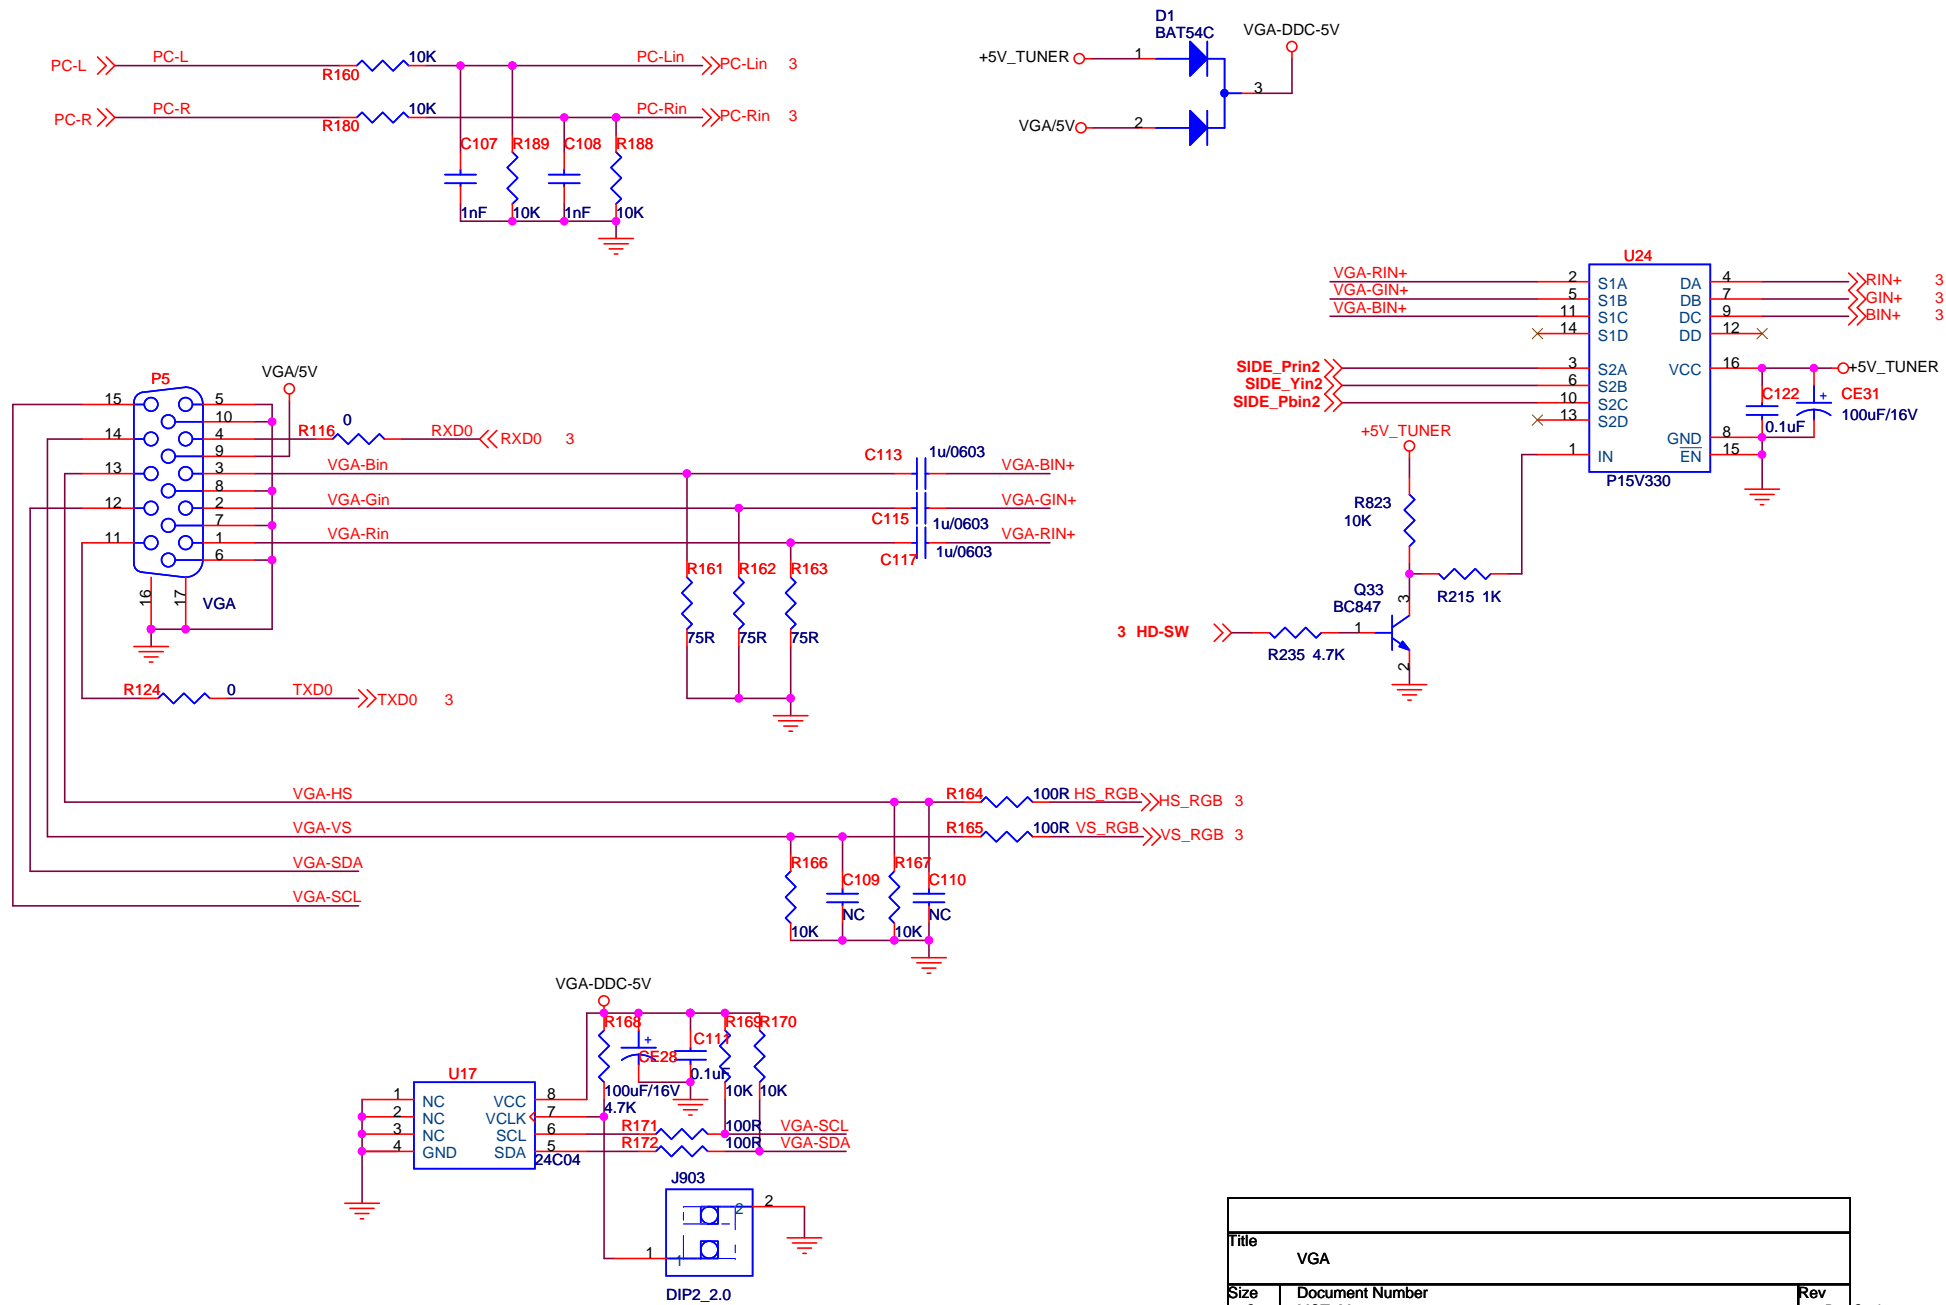 PC-L PC-L R160 10K PC-Lin PC-Lin 3
PC-R PC-R R180 10K PC-Rin PC-Rin 3
C107 R189 C108 R188
1nF 10K 1nF 10K
D1
BAT54C
VGA-DDC-5V
+5V_TUNER 1
3
VGA/5V 2
U24
VGA-RIN+ 2 S1A DA 4 RIN+ 3
VGA-GIN+ 5 S1B DB 7 GIN+ 3
VGA-BIN+ 11 S1C DC 9 BIN+ 3
14 S1D DD 12
SIDE_Prin2 3 S2A VCC 16 +5V_TUNER
SIDE_Yin2 6 S2B
SIDE_Pbin2 10 S2C
13 S2D
C122 CE31
0.1uF 100uF/16V
GND 8
1 IN EN 15
P15V330
+5V_TUNER
R823
10K
Q33
BC847
3
R215 1K
3 HD-SW R235 4.7K 1
2
P5
VGA/5V
15 5
10
14 4 R116 0 RXD0 RXD0 3
9
13 3 VGA-Bin C113 1u/0603 VGA-BIN+
8
12 2 VGA-Gin C115 1u/0603 VGA-GIN+
7
11 1 VGA-Rin C117 1u/0603 VGA-RIN+
6
16 17 VGA
R161 R162 R163
75R 75R 75R
R124 0 TXD0 TXD0 3
VGA-HS R164 100R HS_RGB HS_RGB 3
VGA-VS R165 100R VS_RGB VS_RGB 3
VGA-SDA
VGA-SCL
R166 C109 R167 C110
10K NC 10K NC
VGA-DDC-5V
R168 CE28 C111 R169 R170
100uF/16V 0.1uF 10K 10K
4.7K
U17
1 NC VCC 8
2 NC VCLK 7
3 NC SCL 6 R171 100R VGA-SCL
4 GND SDA 5 R172 100R VGA-SDA
24C04
J903
2 2
1 1
DIP2_2.0
Title
VGA
Size Document Number Rev